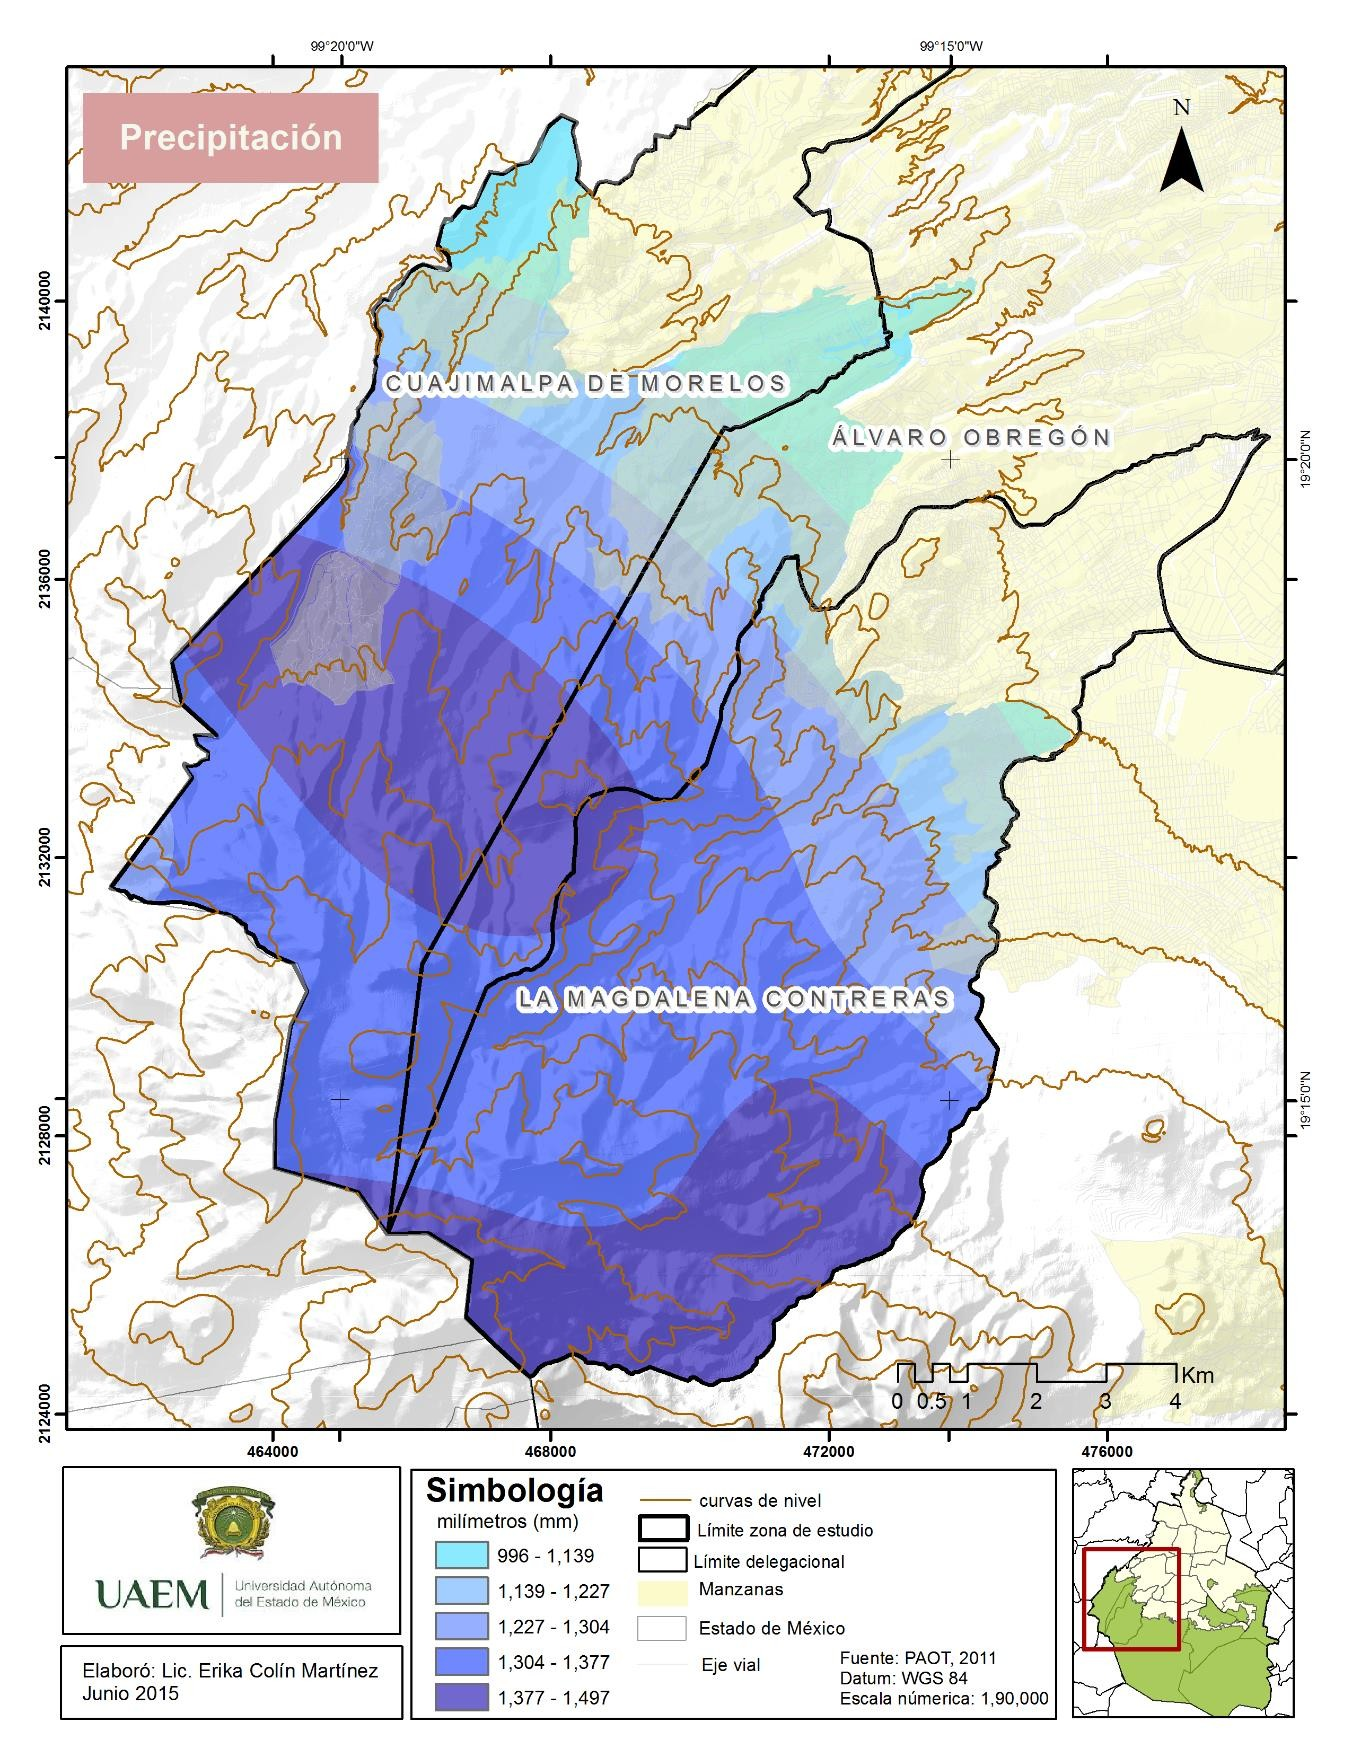 99°20'0"W 99°15'0"W
Precipitación
N
2140000
CUAJIMALPA DE MORELOS
ÁLVARO OBREGÓN
19°20'0"N
2136000
2132000
LA MAGDALENA CONTRERAS
19°15'0"N
2128000
Km
0 0.5 1 2 3 4
2124000
464000 468000 472000 476000
UAEM
Universidad Autónoma
del Estado de México
Elaboró: Lic. Erika Colín Martínez
Junio 2015
Simbología
milímetros (mm)
996 - 1,139
1,139 - 1,227
1,227 - 1,304
1,304 - 1,377
1,377 - 1,497
curvas de nivel
Límite zona de estudio
Límite delegacional
Manzanas
Estado de México
Eje vial
Fuente: PAOT, 2011
Datum: WGS 84
Escala númerica: 1,90,000